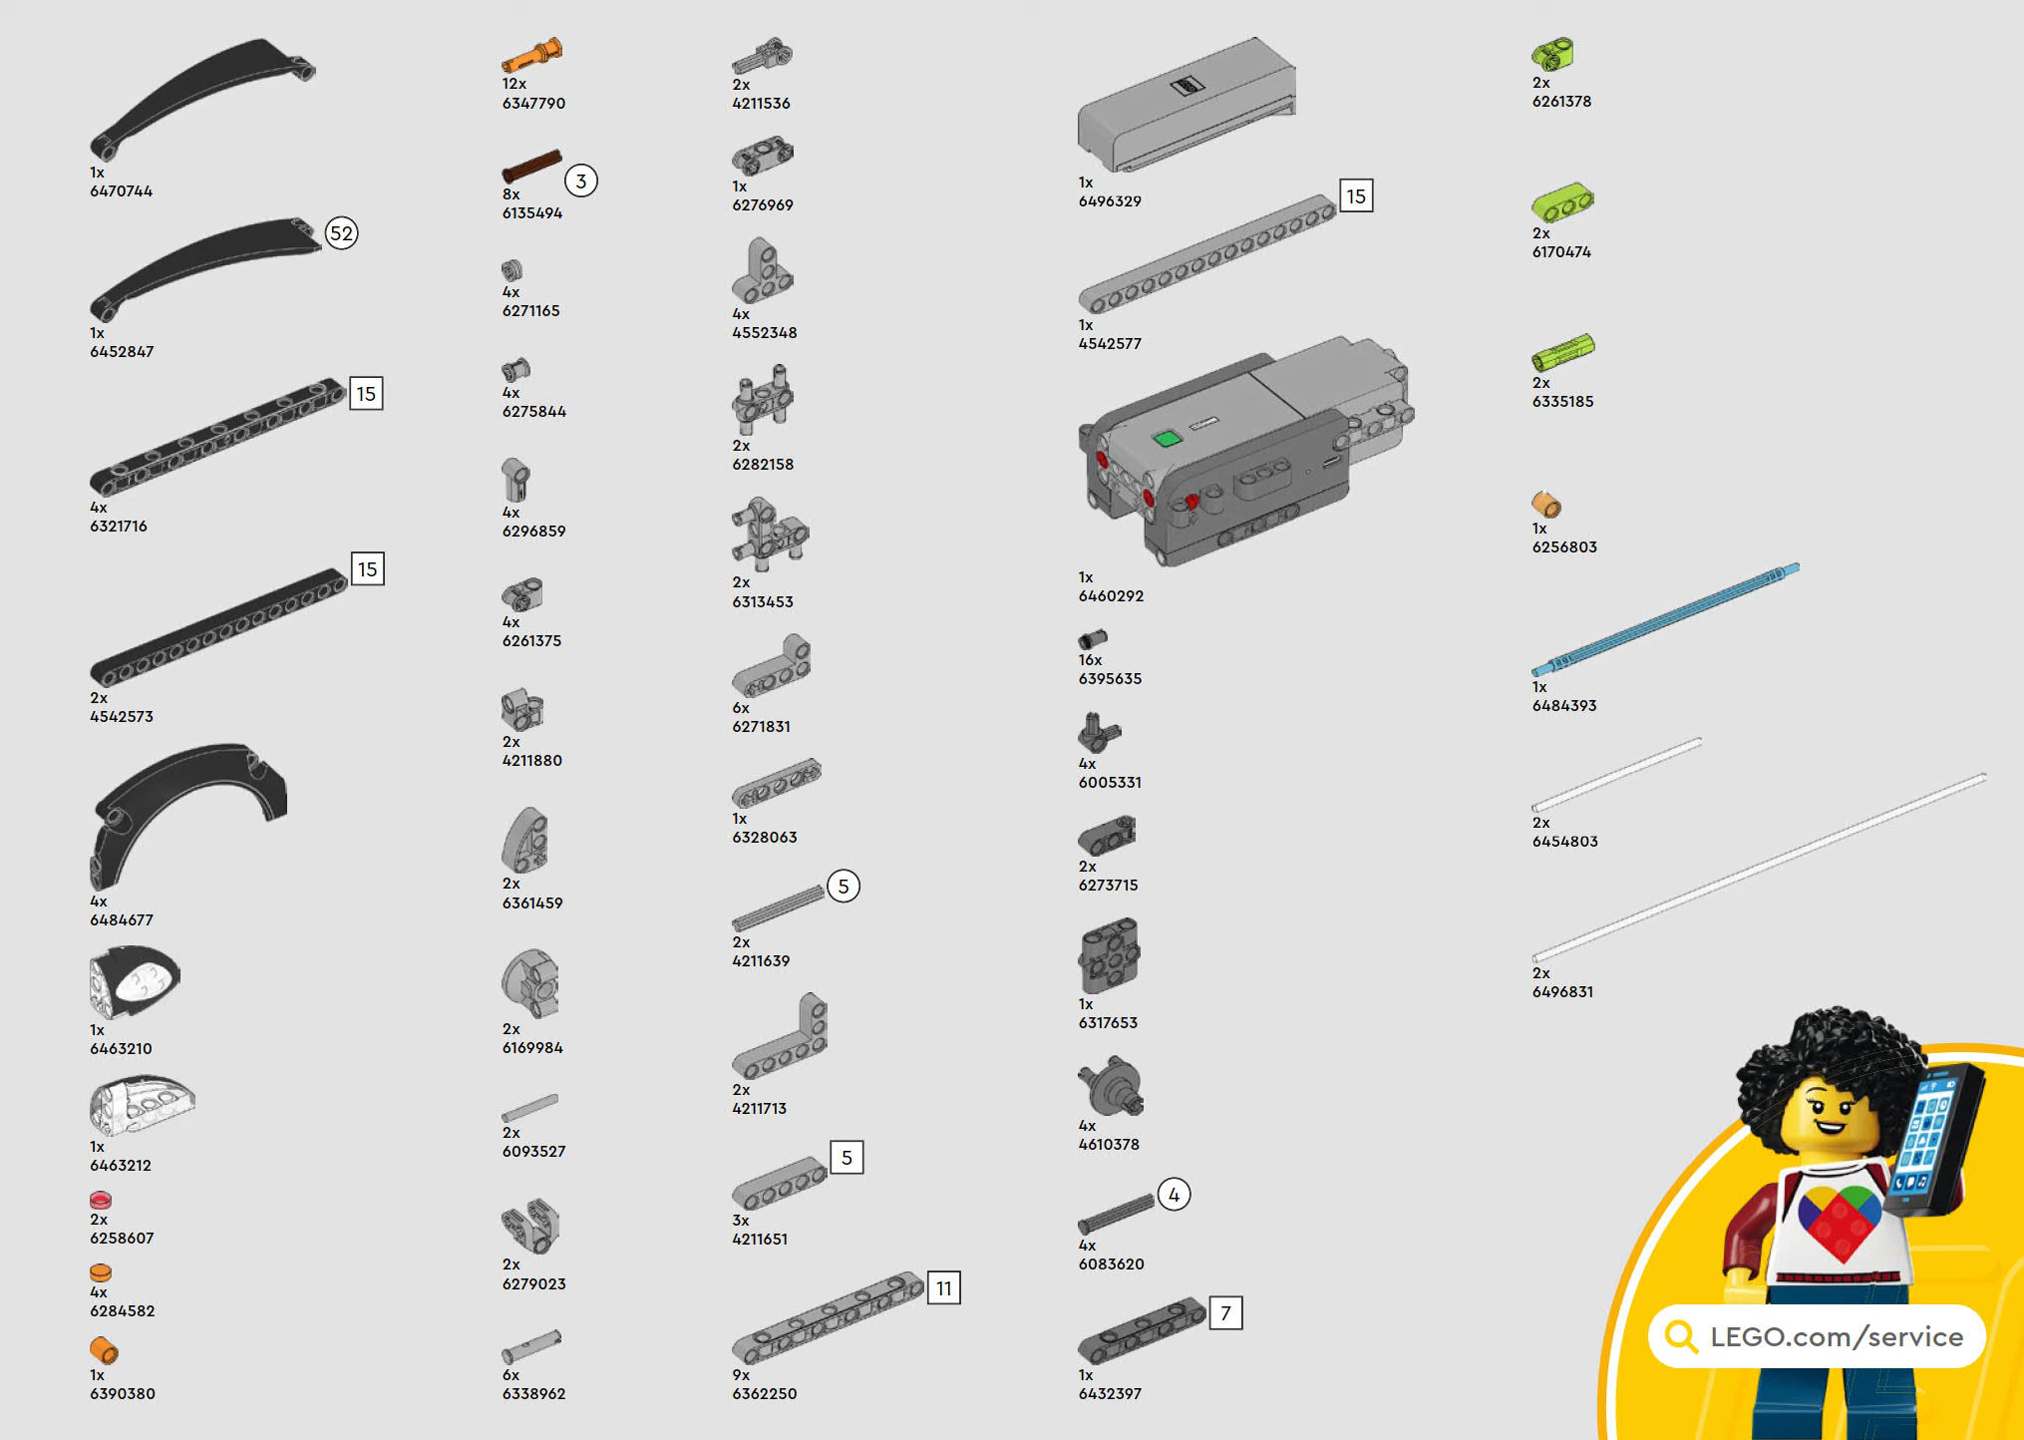 1x
6470744
52
1x
6452847
15
4x
6321716
15
2x
4542573
4x
6484677
1x
6463210
1x
6463212
2x
6258607
4x
6284582
1x
6390380
12x
6347790
3
8x
6135494
4x
6271165
4x
6275844
4x
6296859
4x
6261375
2x
4211880
2x
6361459
2x
6169984
2x
6093527
2x
6279023
6x
6338962
2x
4211536
1x
6276969
4x
4552348
2x
6282158
2x
6313453
6x
6271831
1x
6328063
5
2x
4211639
2x
4211713
5
3x
4211651
11
9x
6362250
1x
6496329
15
1x
4542577
1x
6460292
16x
6395635
4x
6005331
2x
6273715
1x
6317653
4x
4610378
4
4x
6083620
7
1x
6432397
2x
6261378
2x
6170474
2x
6335185
1x
6256803
1x
6484393
2x
6454803
2x
6496831
LEGO.com/service